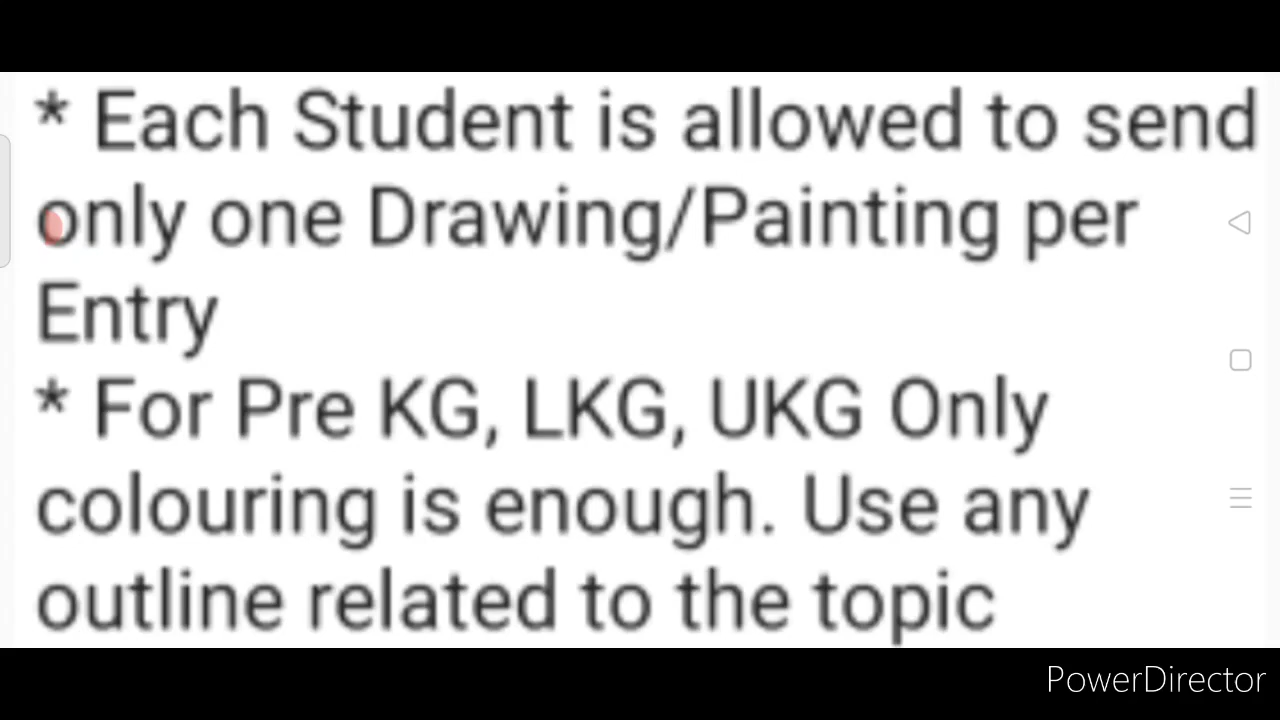 * Each Student is allowed to send
only one Drawing/Painting per
Entry
* For Pre KG, LKG, UKG Only
colouring is enough. Use any
outline related to the topic
PowerDirector